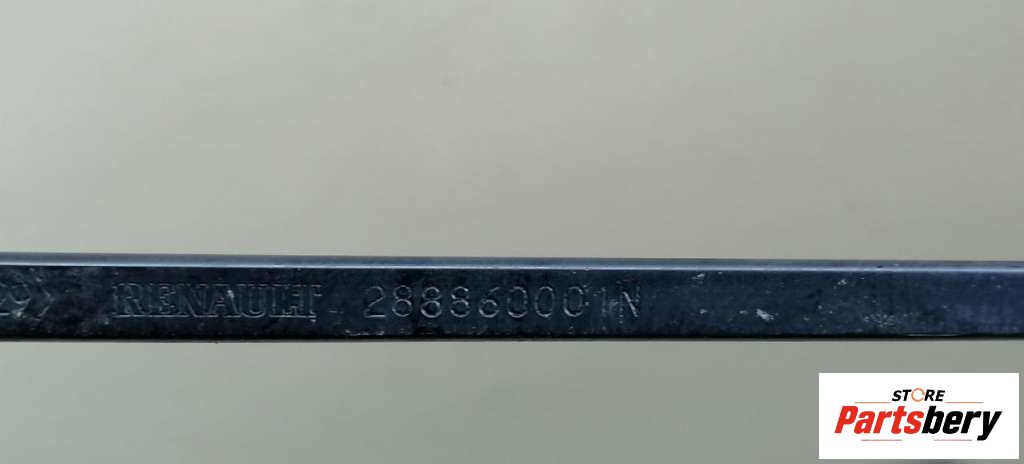 RENAULT 288860001N
STORE
Partsbery